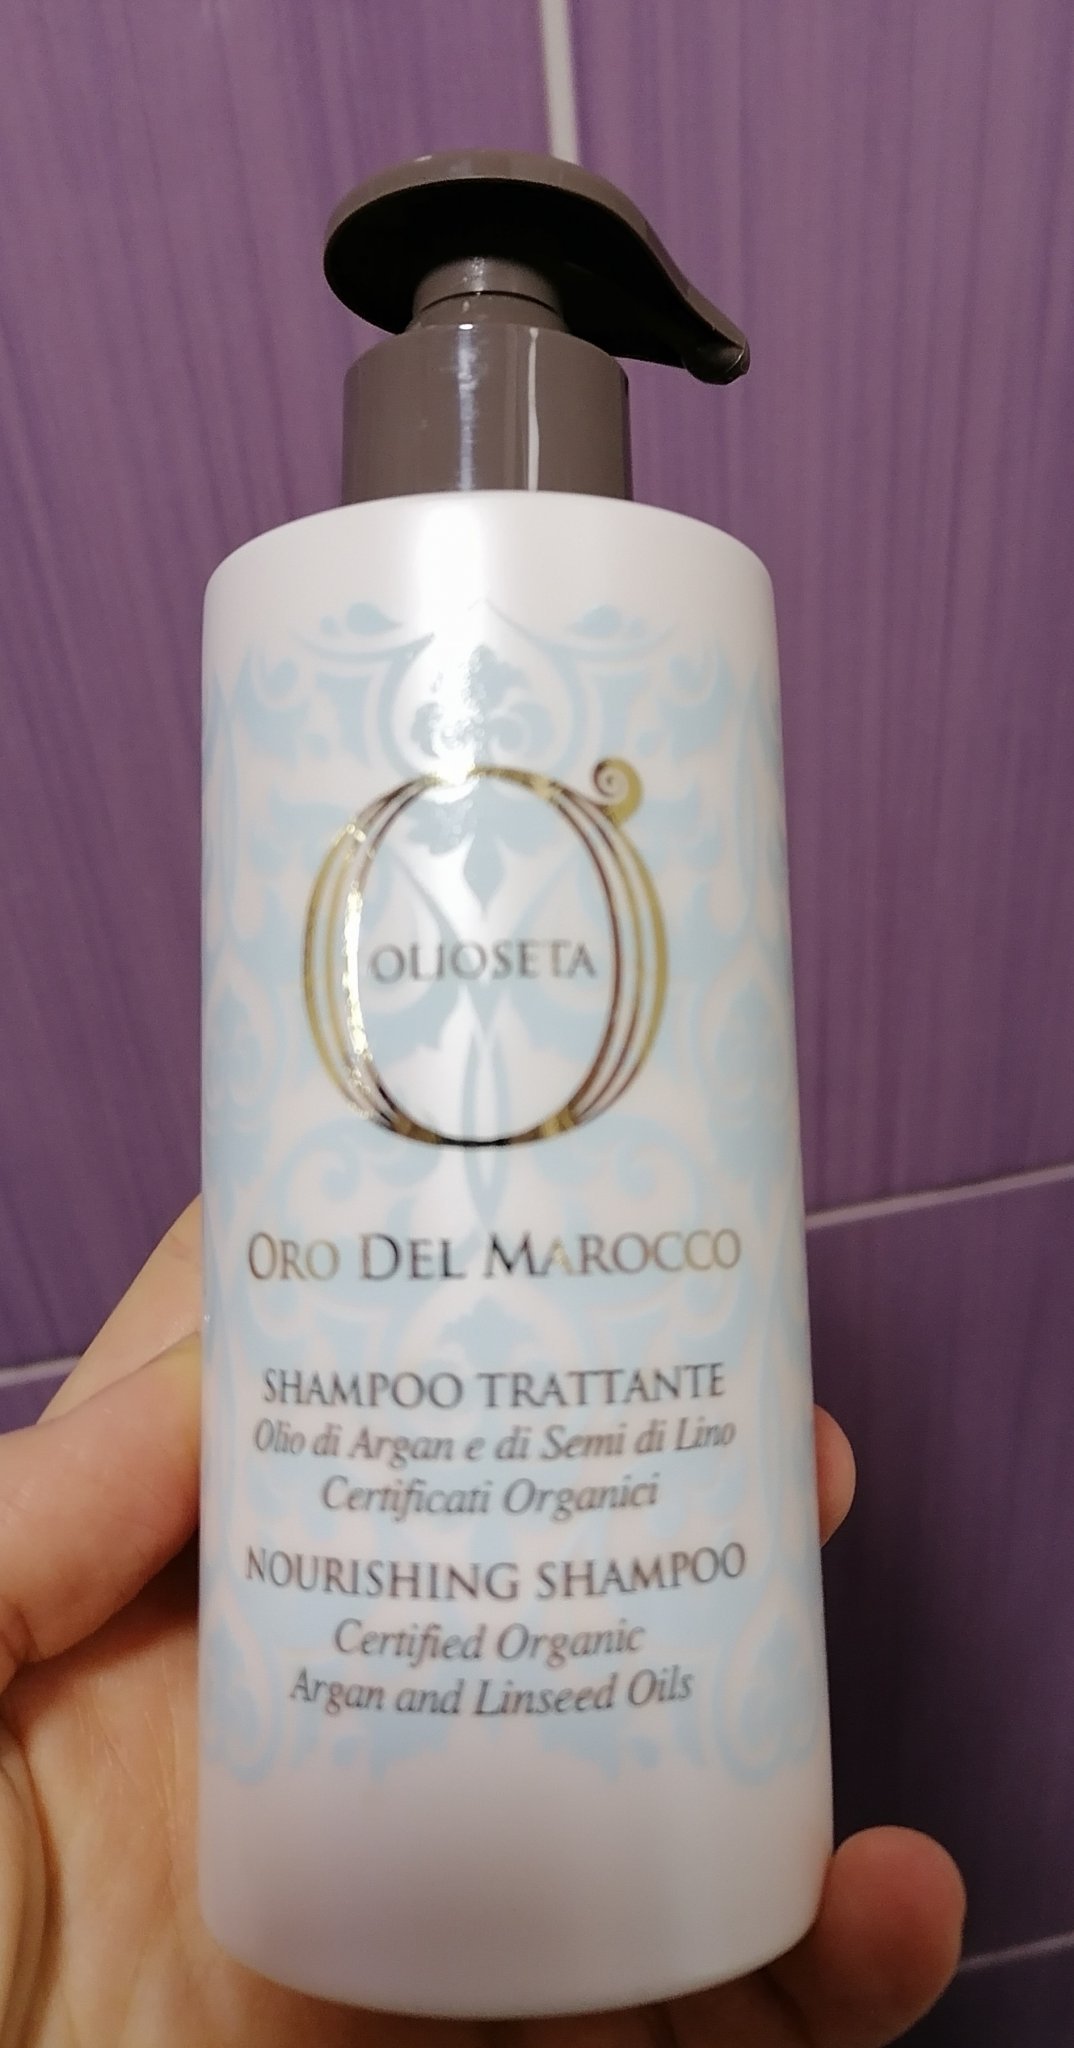 OLIOSETA
ORO DEL MAROCCO
SHAMPOO TRATTANTE
Olio di Argan e di Semi di Lino
Certificati Organici
NOURISHING SHAMPOO
Certified Organic
Argan and Linseed Oils